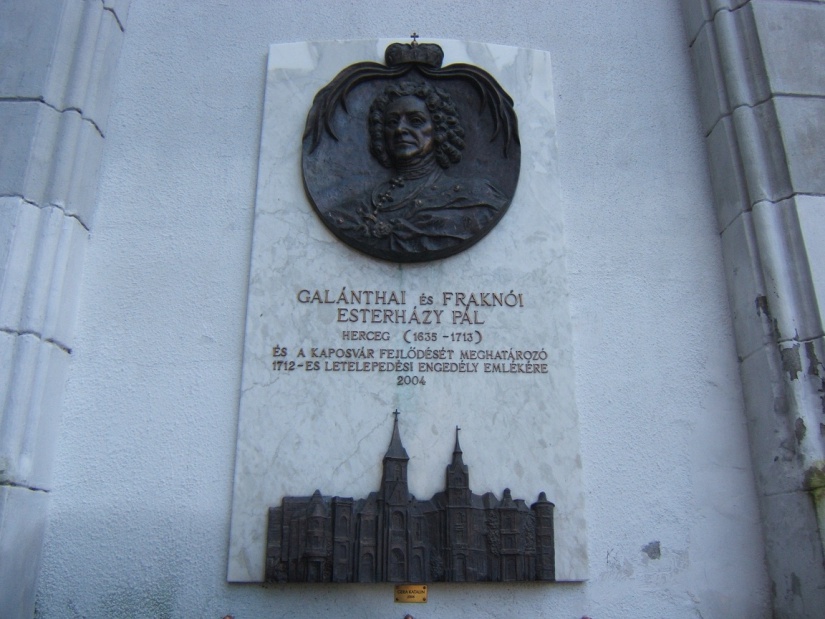 GALÁNTHAI ÉS FRAKNÓI
ESTERHÁZY PÁL
HERCEG (1635-1713)
ÉS A KAPOSVÁR FEJLŐDÉSÉT MEGHATÁROZÓ
1712-ES LETELEPEDÉSI ENGEDÉLY EMLÉKÉRE
2004